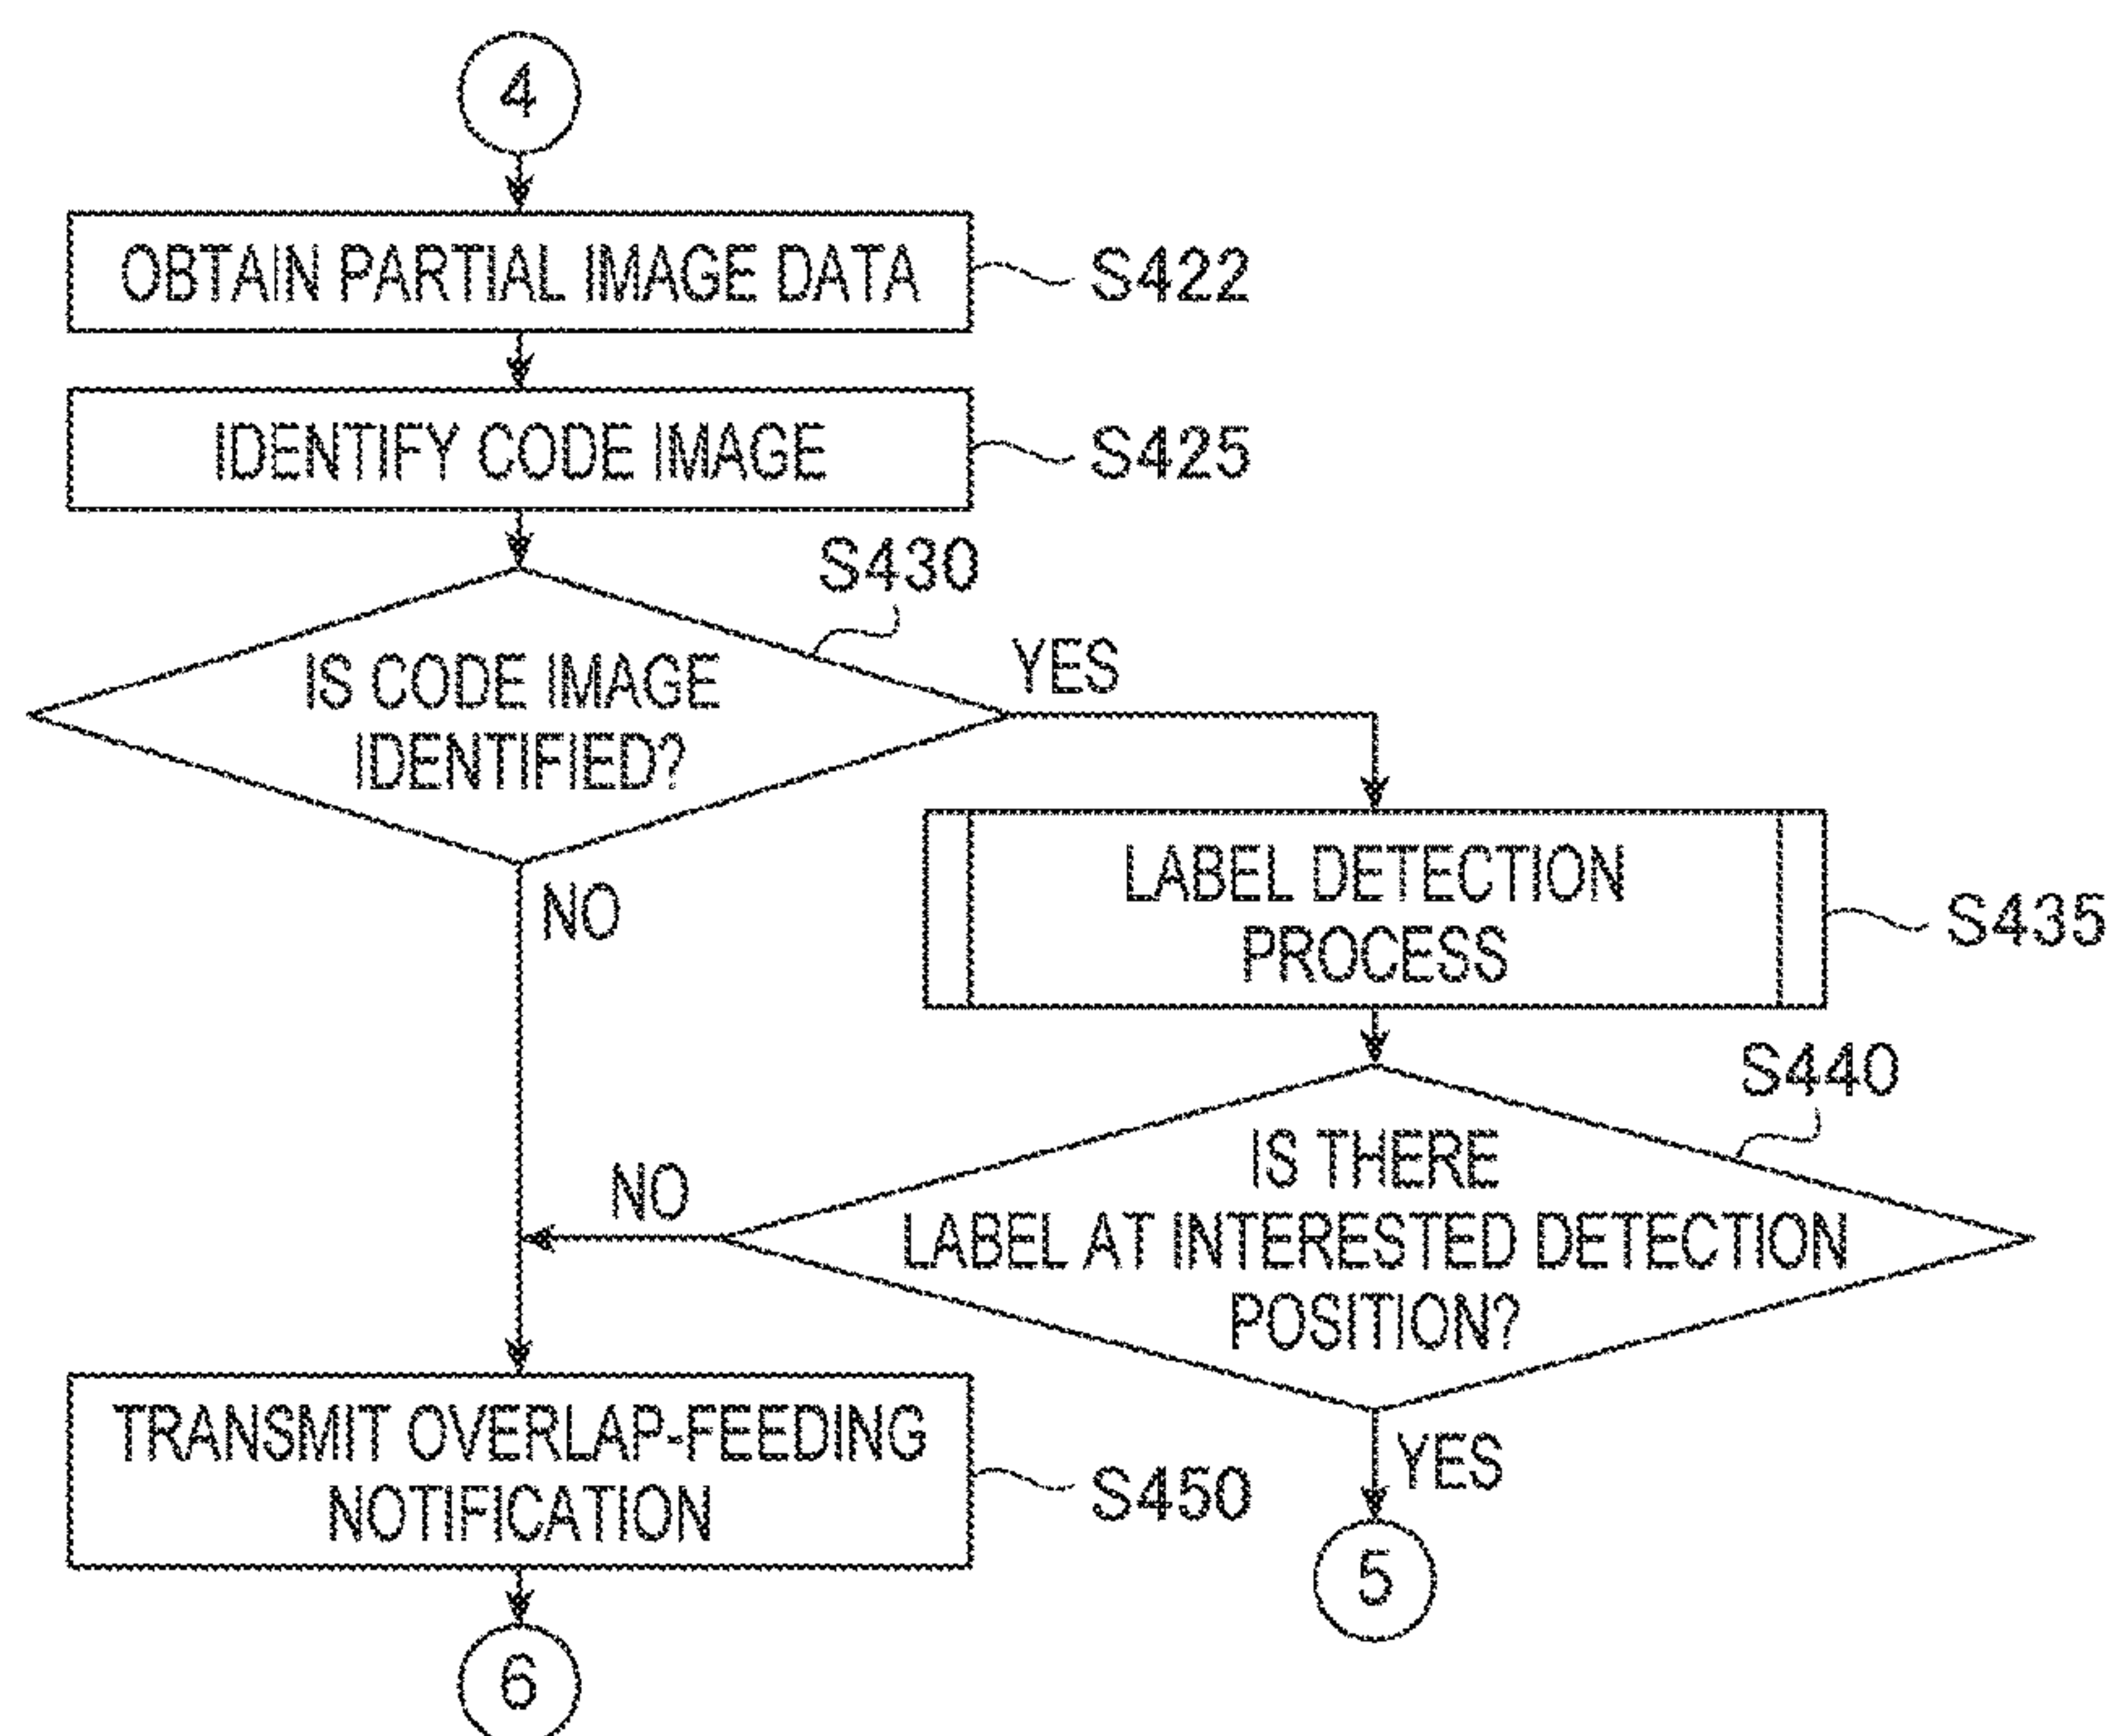 4
OBTAIN PARTIAL IMAGE DATA
S422
IDENTIFY CODE IMAGE
S425
S430
IS CODE IMAGE
IDENTIFIED?
YES
NO
LABEL DETECTION
PROCESS
S435
S440
IS THERE
LABEL AT INTERESTED DETECTION
POSITION?
NO
YES
TRANSMIT OVERLAP-FEEDING
NOTIFICATION
S450
5
6